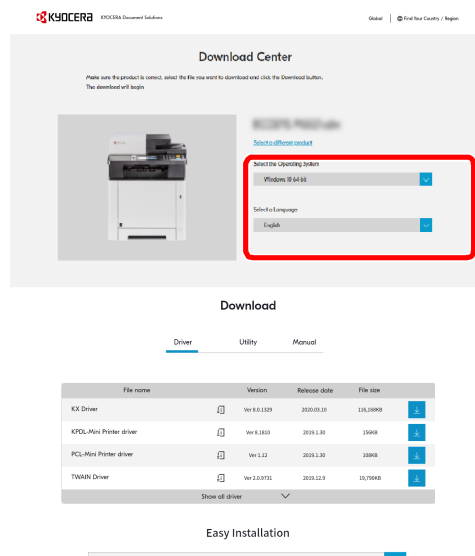 KYOCERA KYOCERA Document Solutions Global Find Your Country / Region
Download Center
Make sure the product is correct, select the file you want to download and click the Download button.
The download will begin
Select a different product
Select the Operating System
Windows 10 64-bit
Select a Language
English
Download
Driver Utility Manual
File name Version Release date File size
KX Driver Ver 8.0.1329 2020.03.10 116,168KB
KPDL-Mini Printer driver Ver 9.1810 2019.1.30 156KB
PCL-Mini Printer driver Ver 1.12 2019.1.30 108KB
TWAIN Driver Ver 2.0.9731 2019.12.9 19,790KB
Show all driver
Easy Installation